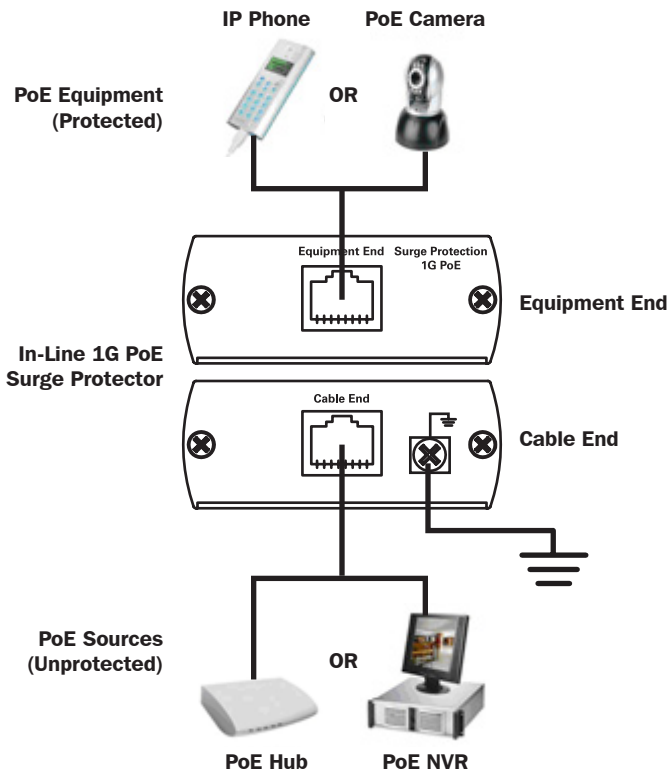 IP Phone
PoE Camera
PoE Equipment
(Protected)
OR
Equipment End
Surge Protection
1G PoE
Equipment End
In-Line 1G PoE
Surge Protector
Cable End
Cable End
PoE Sources
(Unprotected)
OR
PoE Hub
PoE NVR